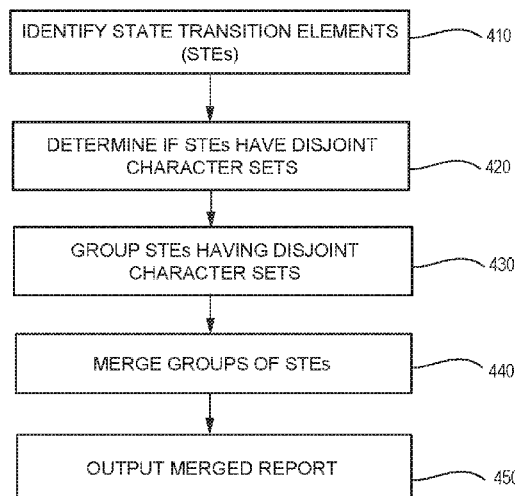 IDENTIFY STATE TRANSITION ELEMENTS
(STEs)
410
DETERMINE IF STEs HAVE DISJOINT
CHARACTER SETS
420
GROUP STEs HAVING DISJOINT
CHARACTER SETS
430
MERGE GROUPS OF STEs
440
OUTPUT MERGED REPORT
450